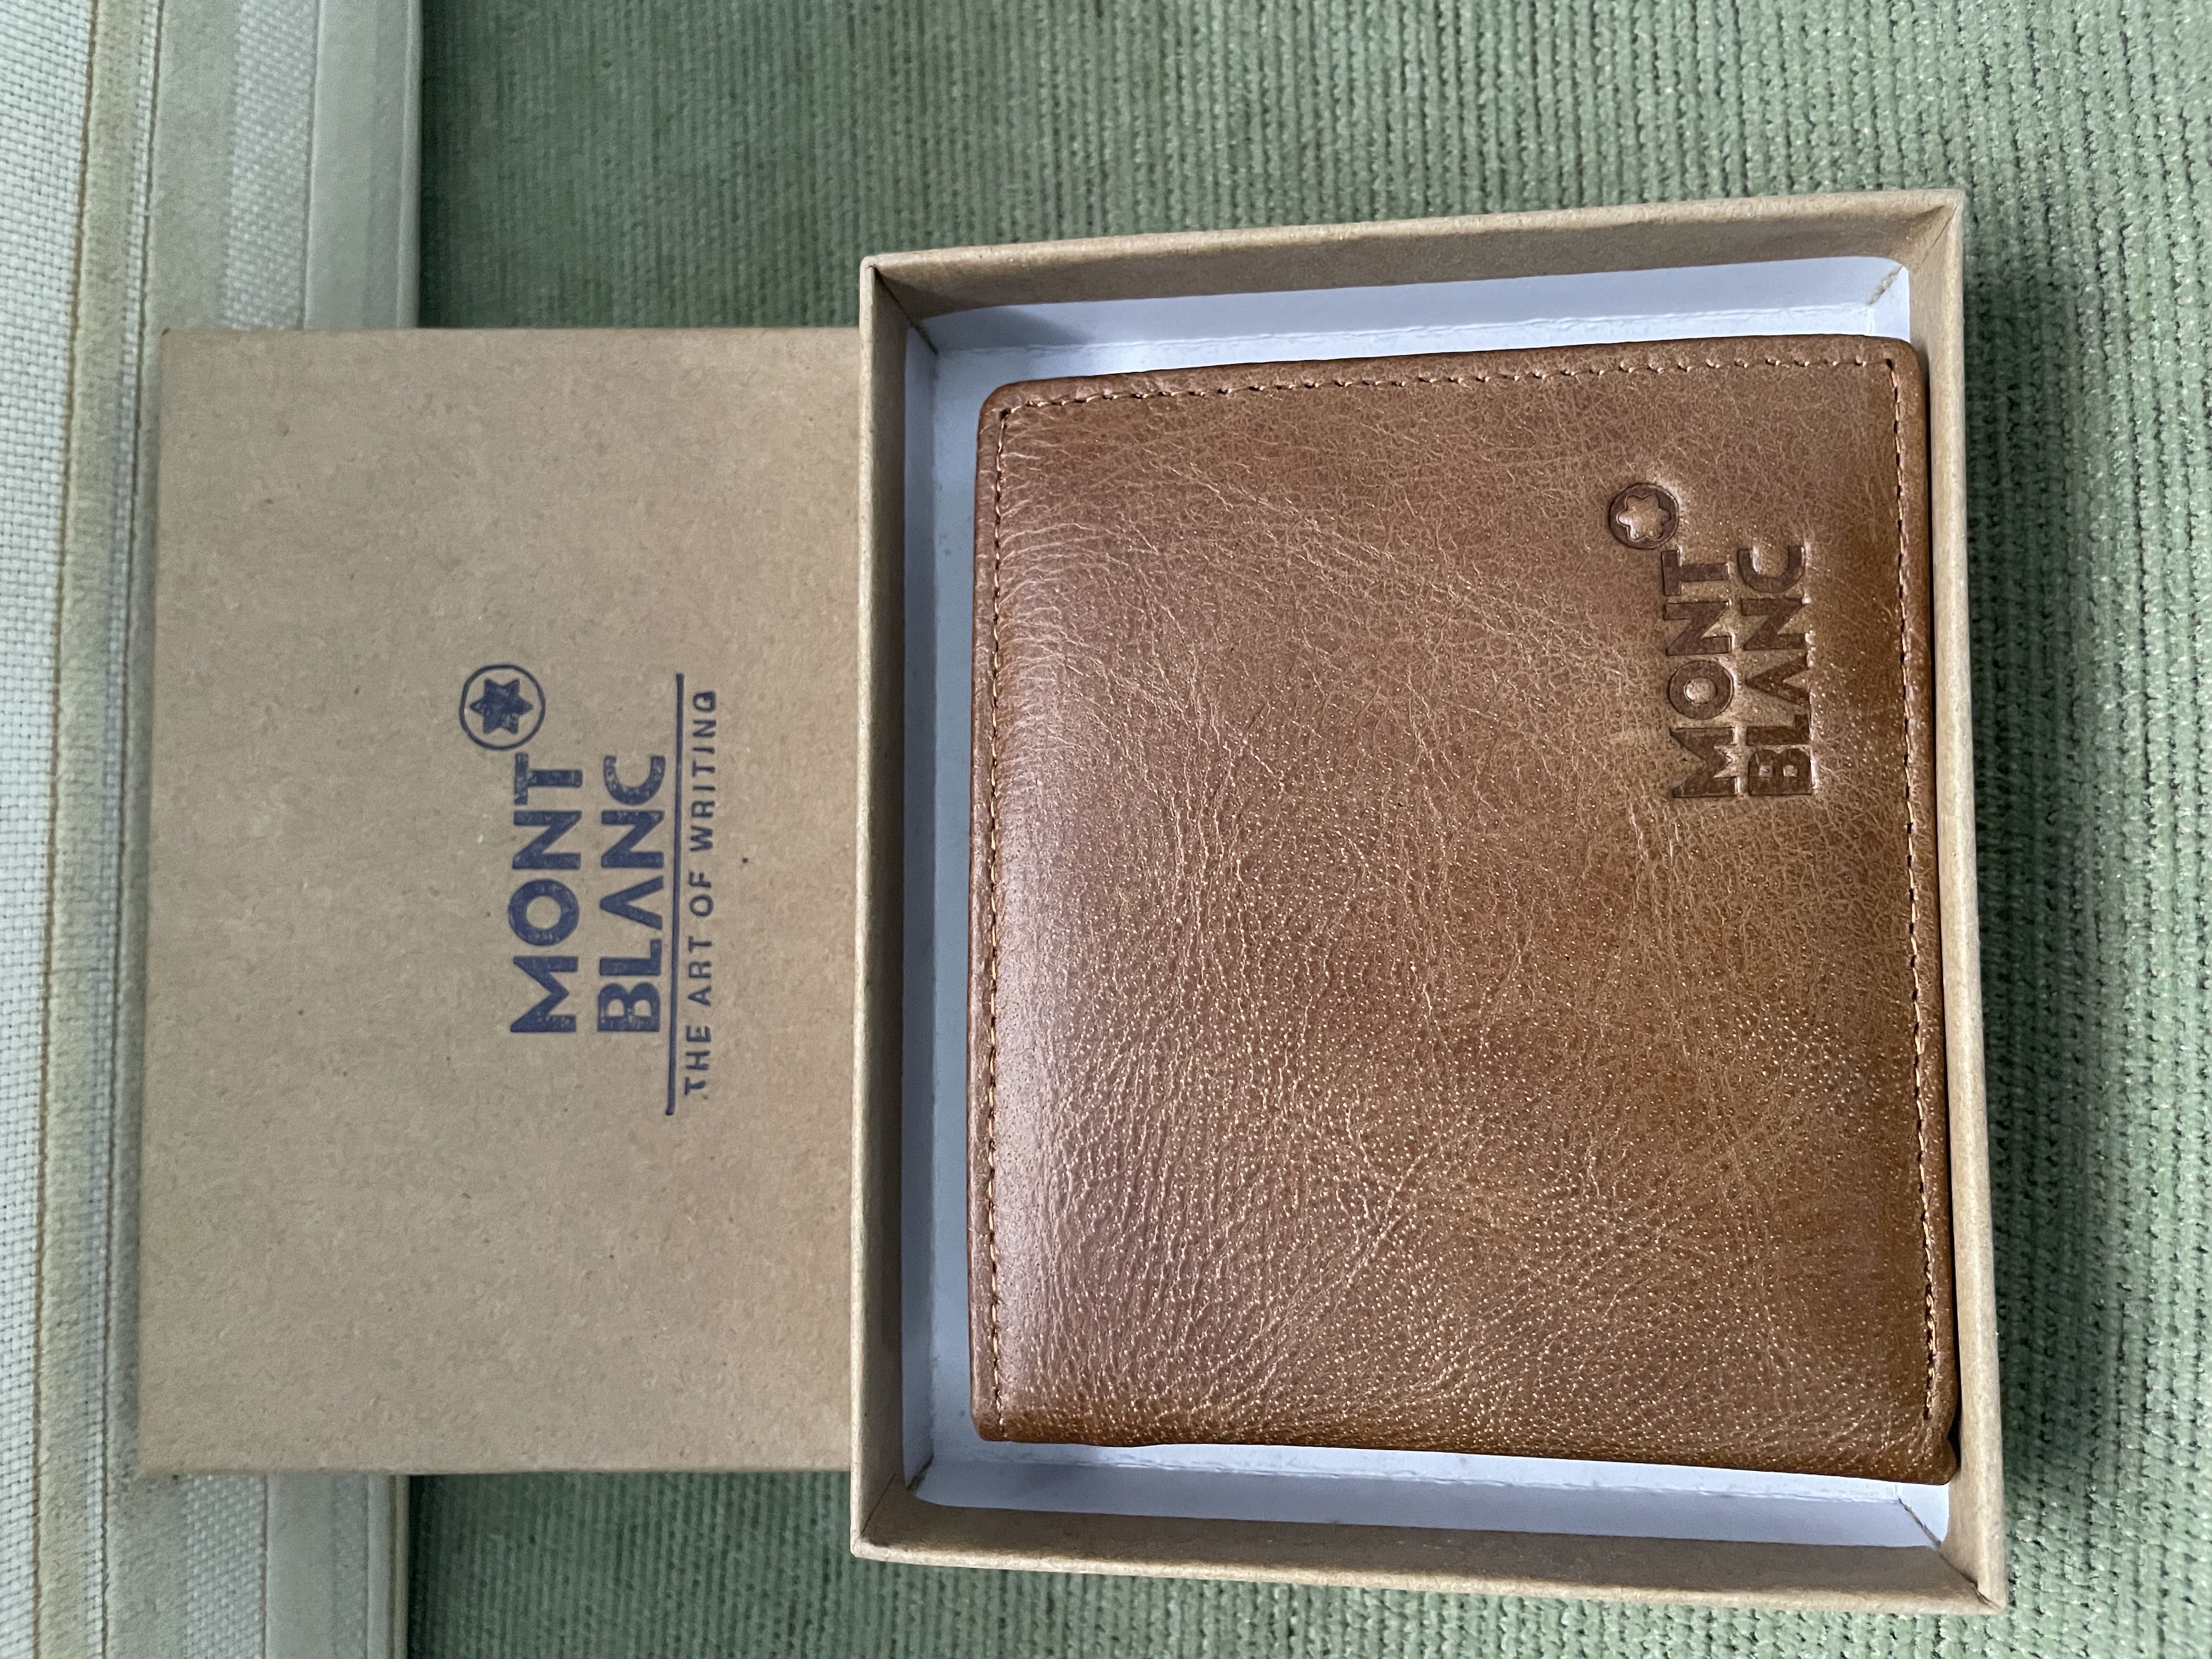 MONT
BLANC
THE ART OF WRITING
MONT
BLANC